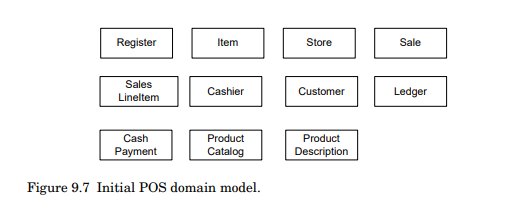 Register
Item
Store
Sale
Sales
LineItem
Cashier
Customer
Ledger
Cash
Payment
Product
Catalog
Product
Description
Figure 9.7 Initial POS domain model.